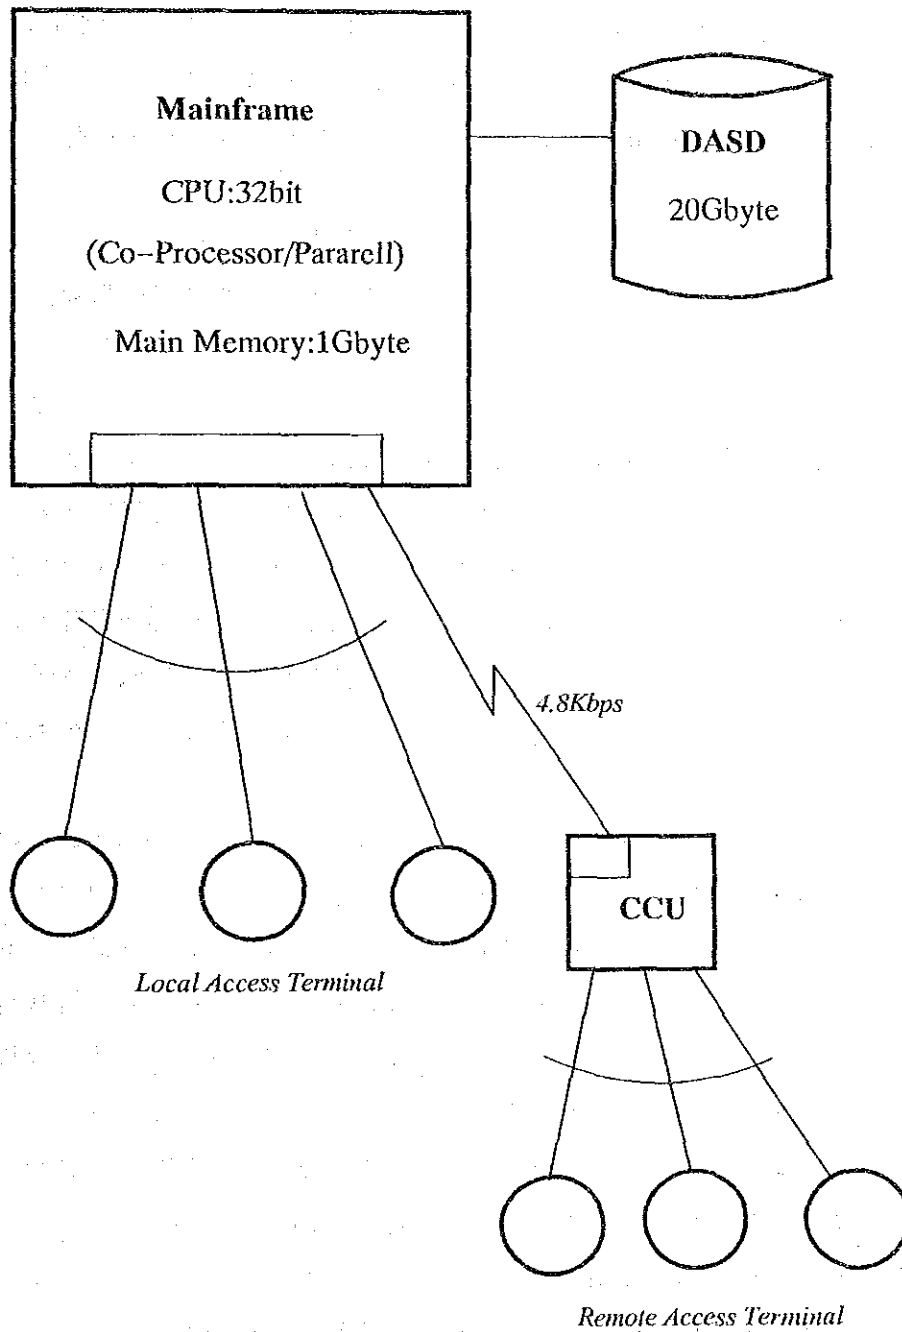 Mainframe
CPU:32bit
(Co-Processor/Pararell)
Main Memory:1Gbyte
DASD
20Gbyte
4.8Kbps
CCU
Local Access Terminal
Remote Access Terminal